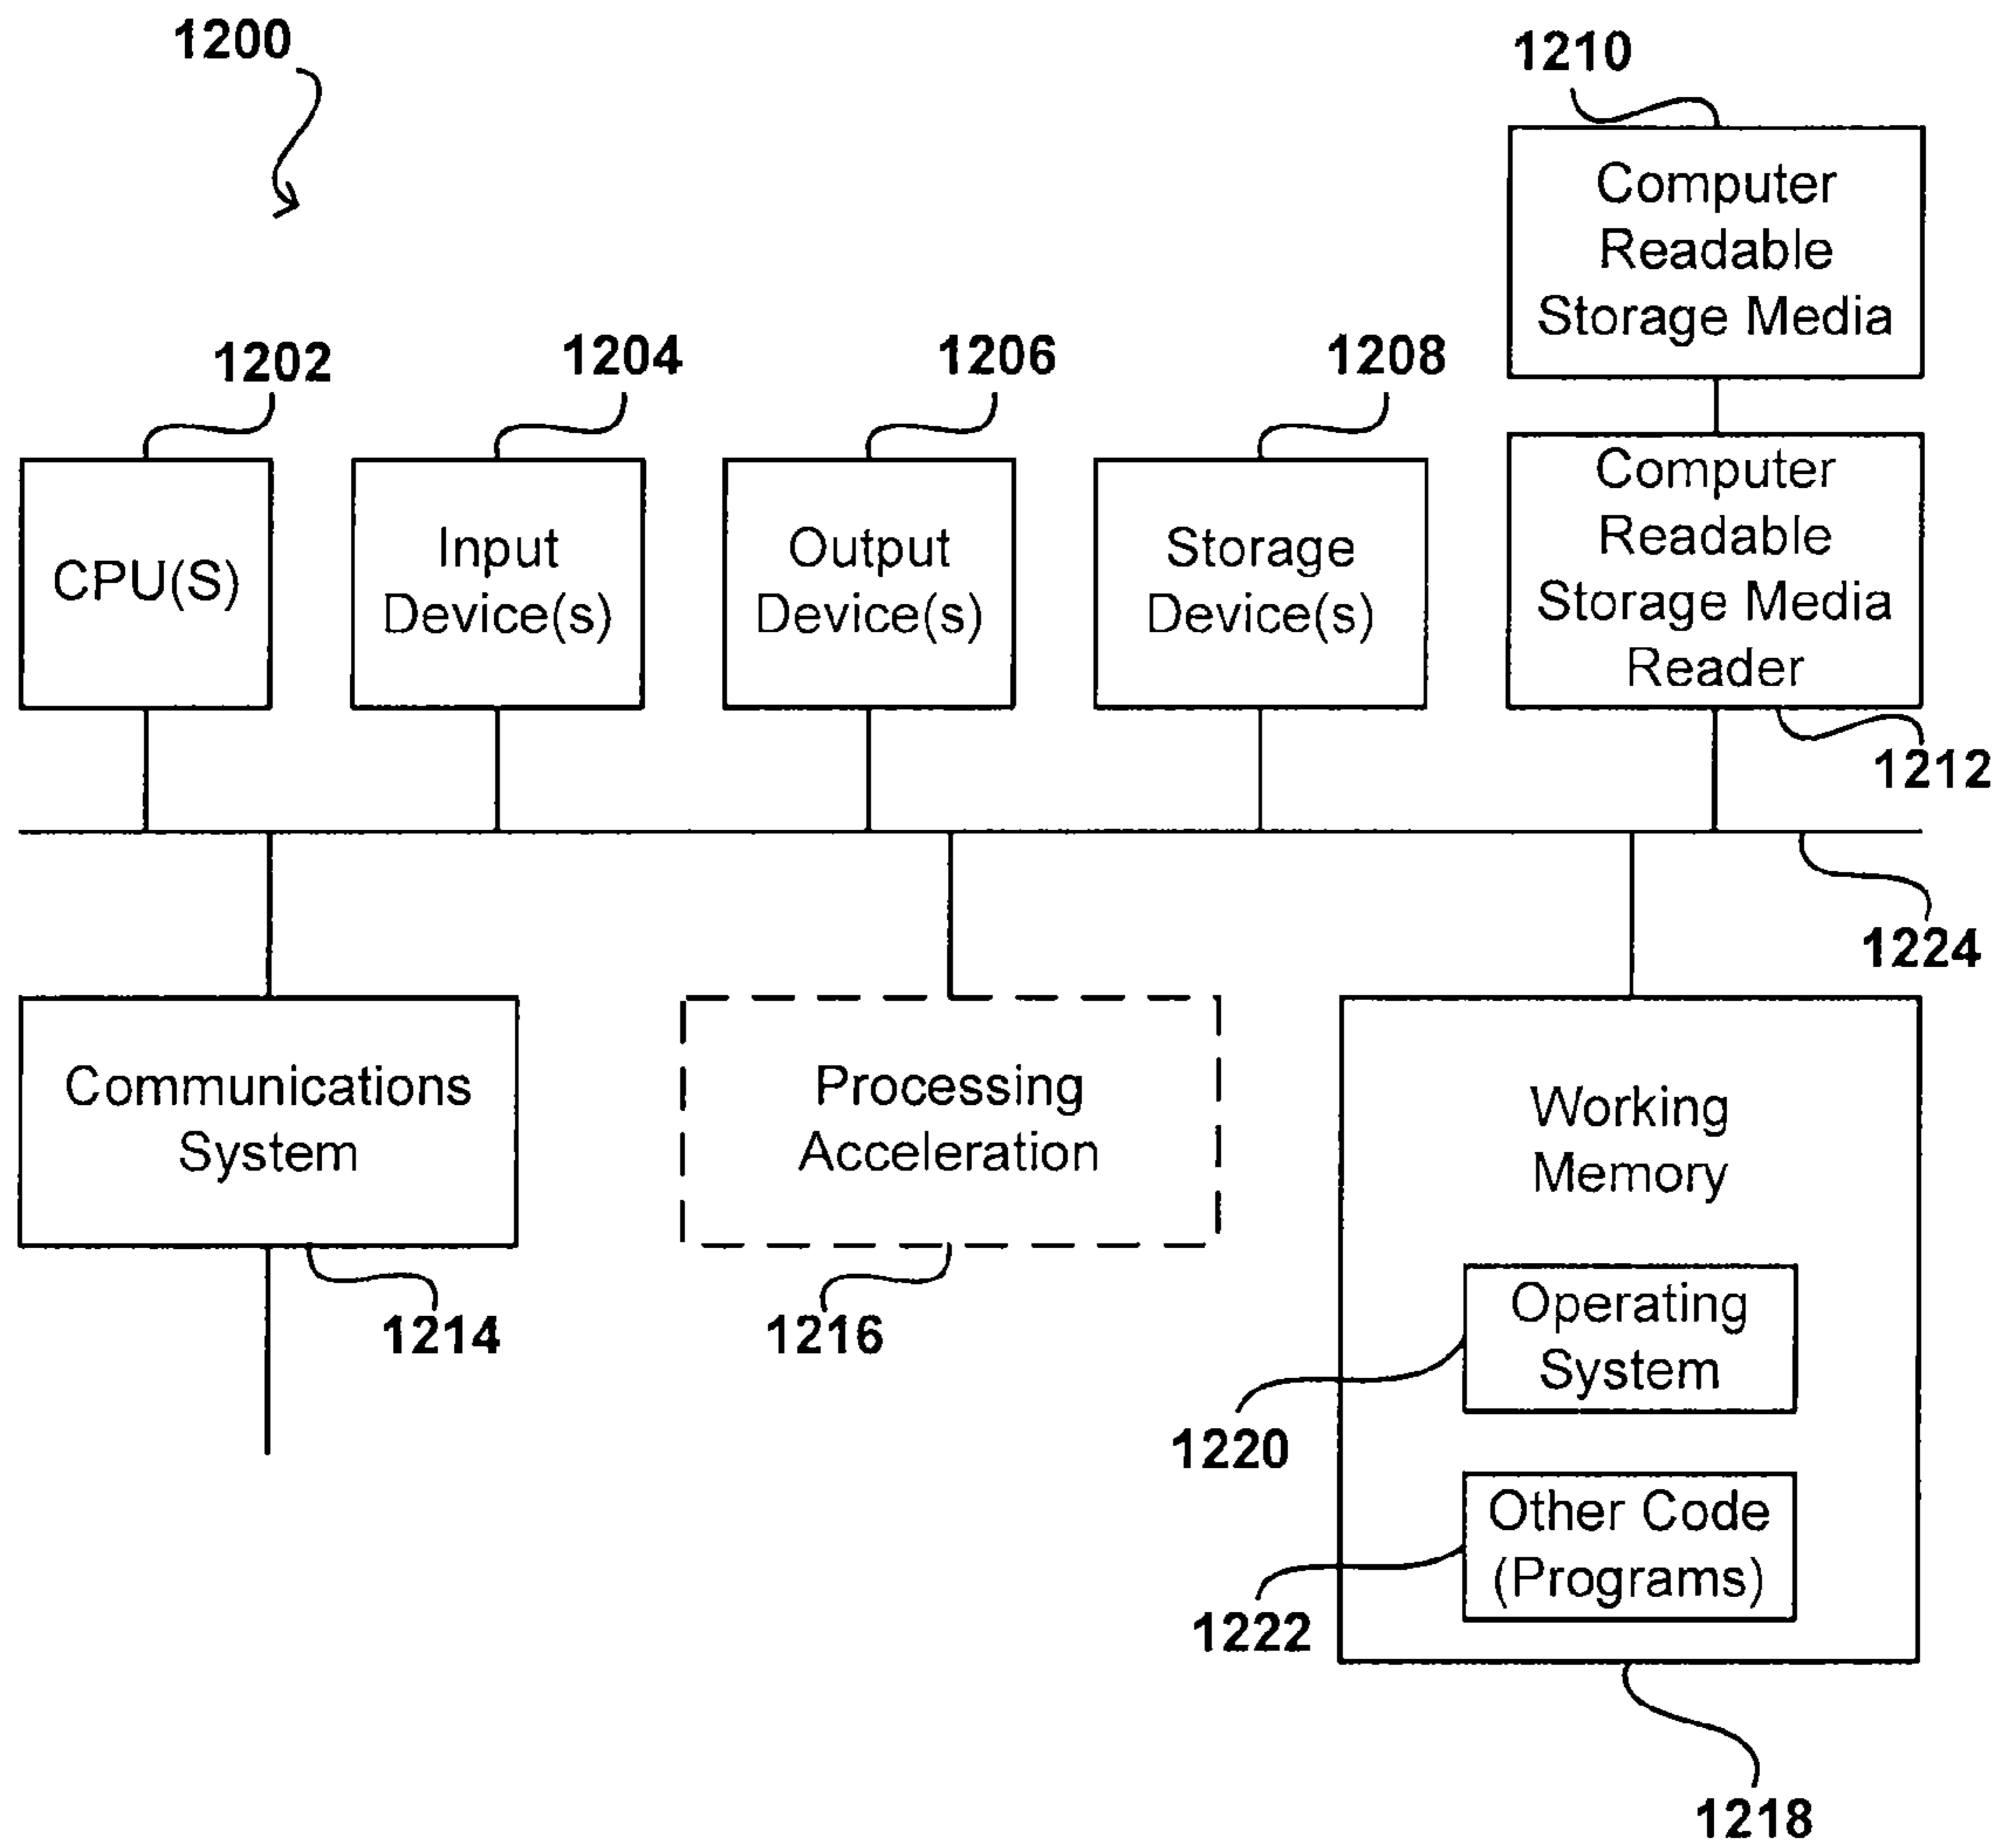 1200
1210
Computer
Readable
Storage Media
1202
1204
1206
1208
CPU(S)
Input
Device(s)
Output
Device(s)
Storage
Device(s)
Computer
Readable
Storage Media
Reader
1212
1224
Communications
System
Processing
Acceleration
Working
Memory
1214
1216
Operating
System
1220
Other Code
(Programs)
1222
1218